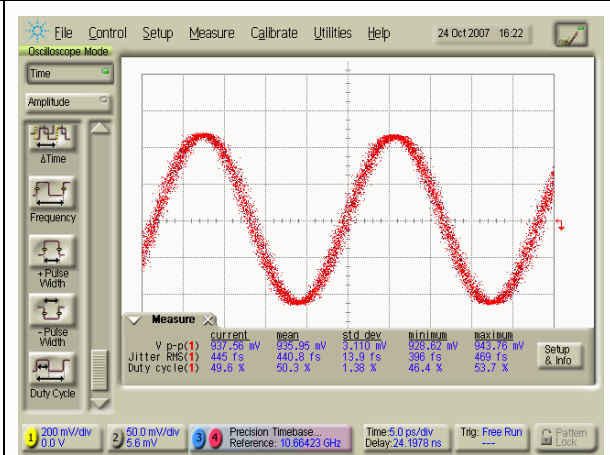 File Control Setup Measure Calibrate Utilities Help 24 Oct 2007 16:22
Oscilloscope Mode
Time
Amplitude
ΔTime
Frequency
+ Pulse
Width
- Pulse
Width
Duty Cycle
Measure
current mean std dev minimum maximum
V p-p(1) 937.56 mV 935.95 mV 3.110 mV 928.62 mV 943.76 mV
Jitter RMS(1) 445 fs 440.8 fs 13.9 fs 396 fs 469 fs
Duty cycle(1) 49.6 % 50.3 % 1.38 % 46.4 % 53.7 %
Setup
& Info
1 200 mV/div
0.0 V
2 50.0 mV/div
5.6 mV
3 4 Precision Timebase...
Reference: 10.66423 GHz
Time:5.0 ps/div
Delay:24.1978 ns
Trig: Free Run
---
Pattern
Lock